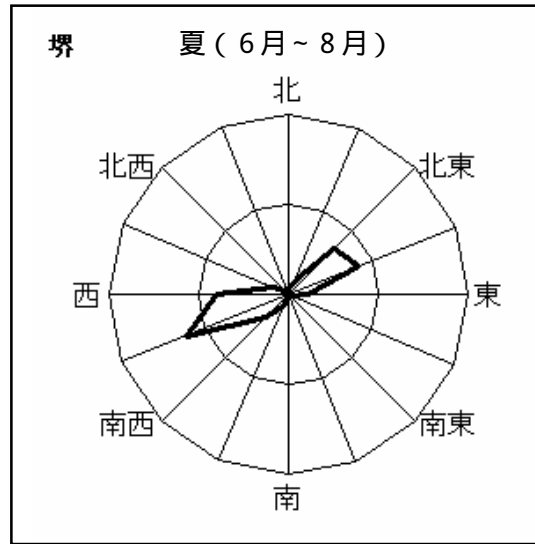 堺 夏(6月~8月)
北
北西 北東
西 東
南西 南東
南